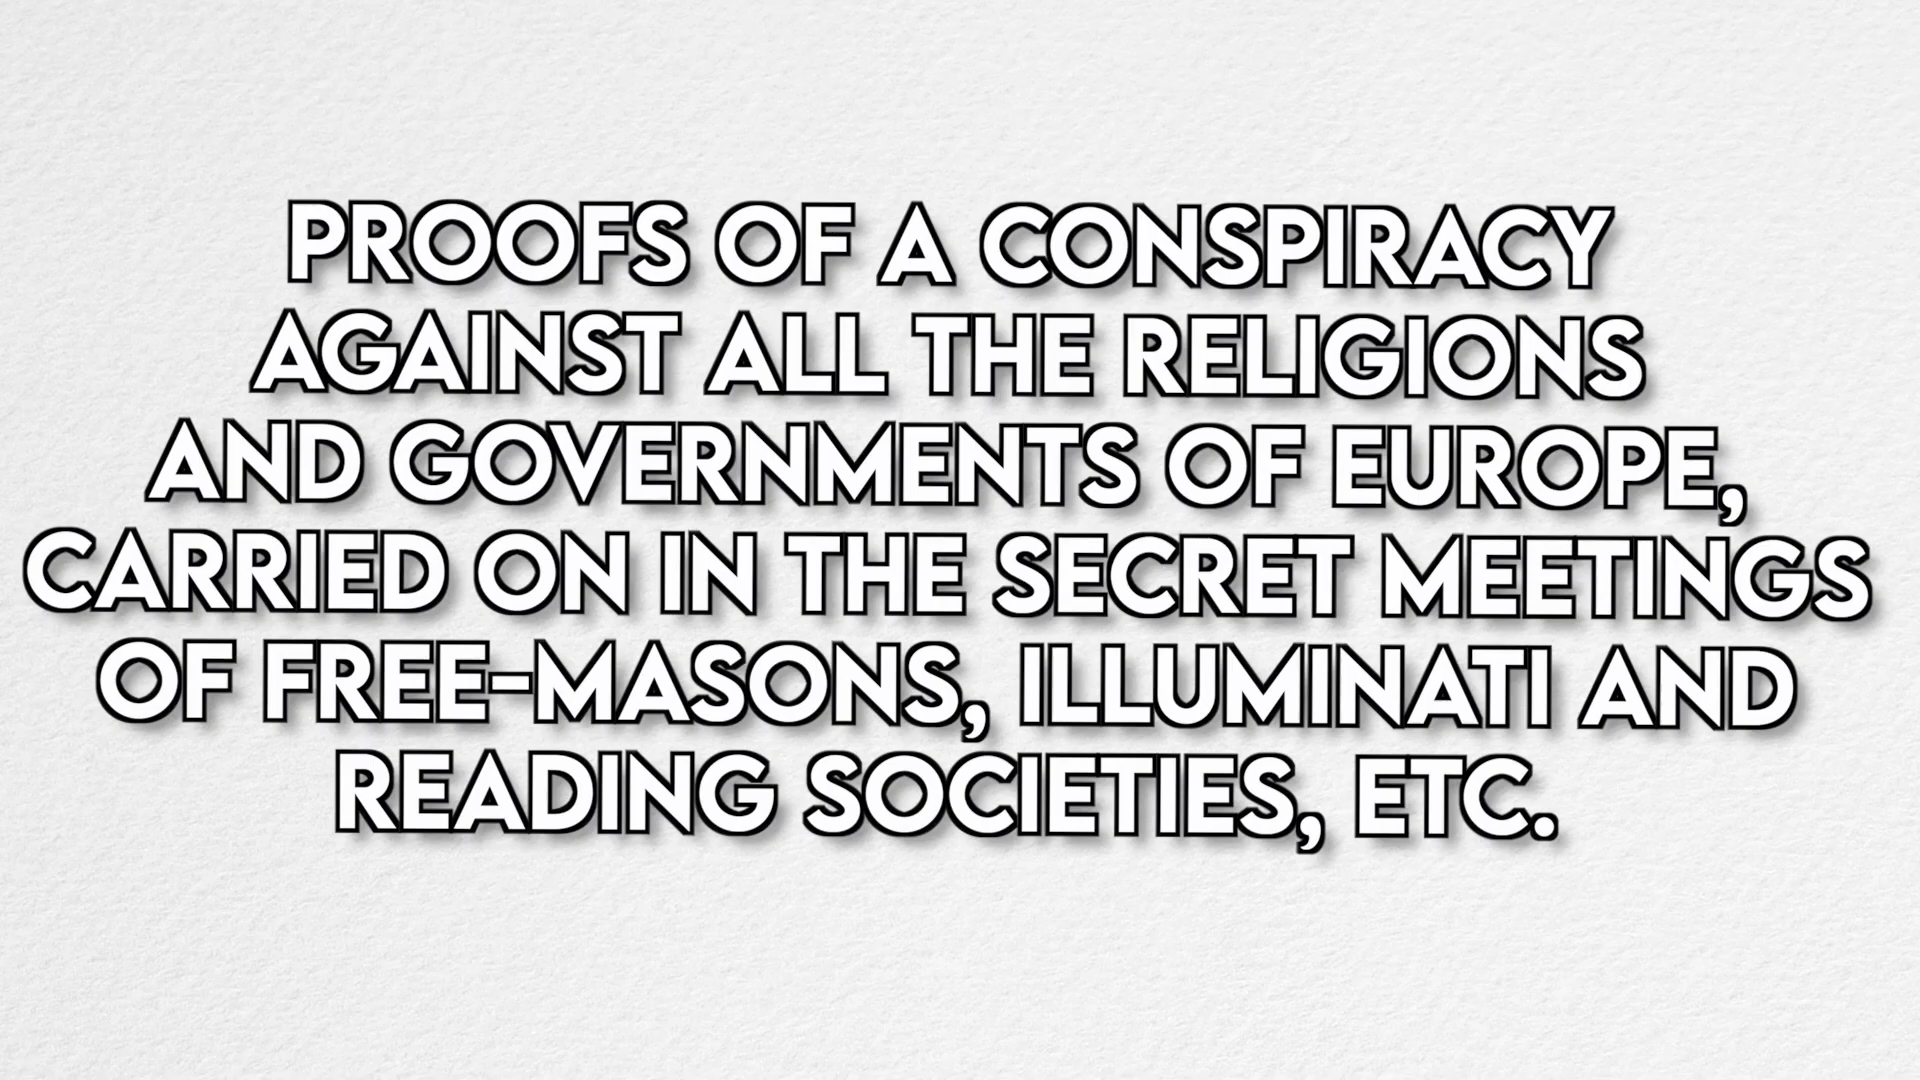 PROOFS OF A CONSPIRACY
AGAINST ALL THE RELIGIONS
AND GOVERNMENTS OF EUROPE,
CARRIED ON IN THE SECRET MEETINGS
OF FREE-MASONS, ILLUMINATI AND
READING SOCIETIES, ETC.